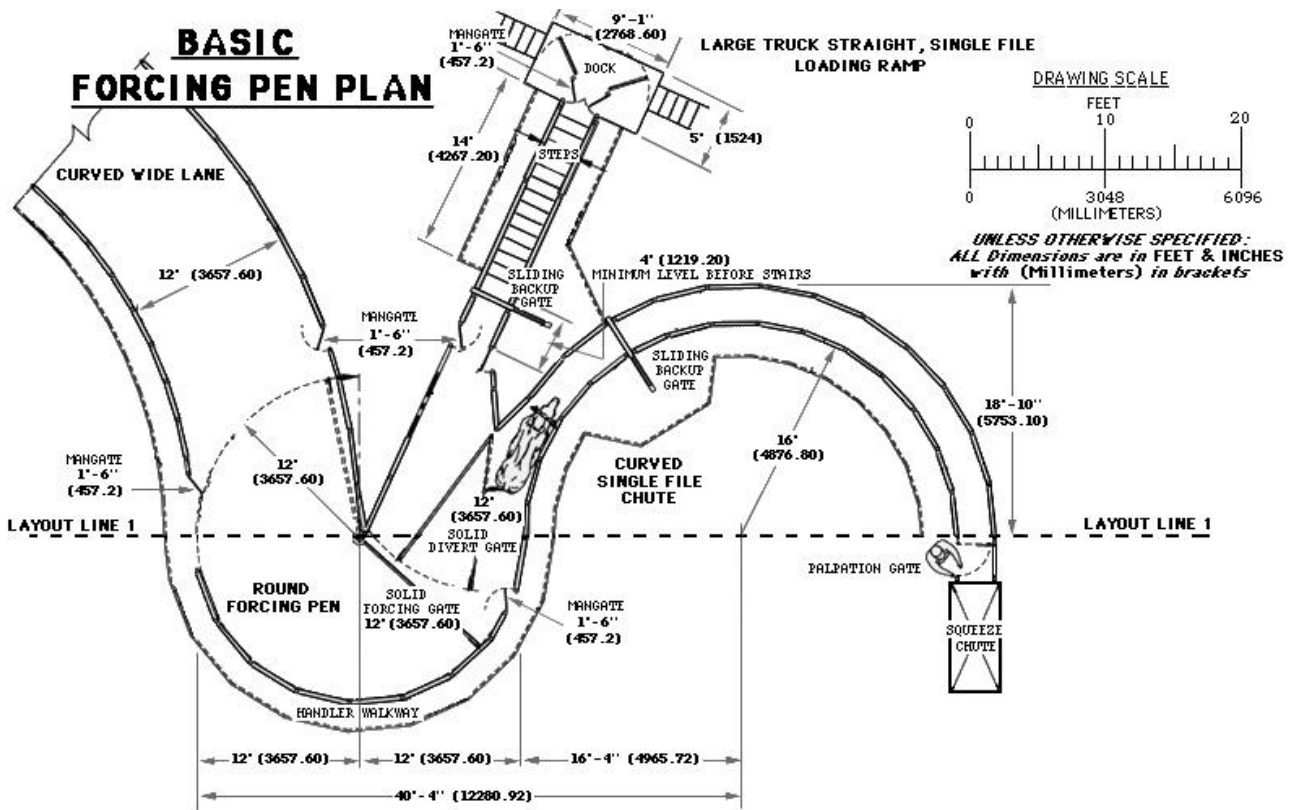 BASIC
FORCING PEN PLAN
MANGATE
1'-6"
(457.2)
9'-1"
(2768.60)
DOCK
LARGE TRUCK STRAIGHT, SINGLE FILE
LOADING RAMP
DRAWING SCALE
FEET
0 10 20
0 3048 6096
(MILLIMETERS)
UNLESS OTHERWISE SPECIFIED:
ALL Dimensions are in FEET & INCHES
with (Millimeters) in brackets
14'
(4267.20)
5' (1524)
STEPS
CURVED WIDE LANE
12' (3657.60)
SLIDING
BACKUP
GATE
4' (1219.20)
MINIMUM LEVEL BEFORE STAIRS
MANGATE
1'-6"
(457.2)
SLIDING
BACKUP
GATE
18'-10"
(5753.10)
16'
(4876.80)
MANGATE
1'-6"
(457.2)
12'
(3657.60)
CURVED
SINGLE FILE
CHUTE
12'
(3657.60)
SOLID
DIVERT GATE
LAYOUT LINE 1
LAYOUT LINE 1
PALPATION GATE
ROUND
FORCING PEN
SOLID
FORCING GATE
12' (3657.60)
MANGATE
1'-6"
(457.2)
SQUEEZE
CHUTE
HANDLER WALKWAY
12' (3657.60)
12' (3657.60)
16'-4" (4965.72)
40'-4" (12280.92)